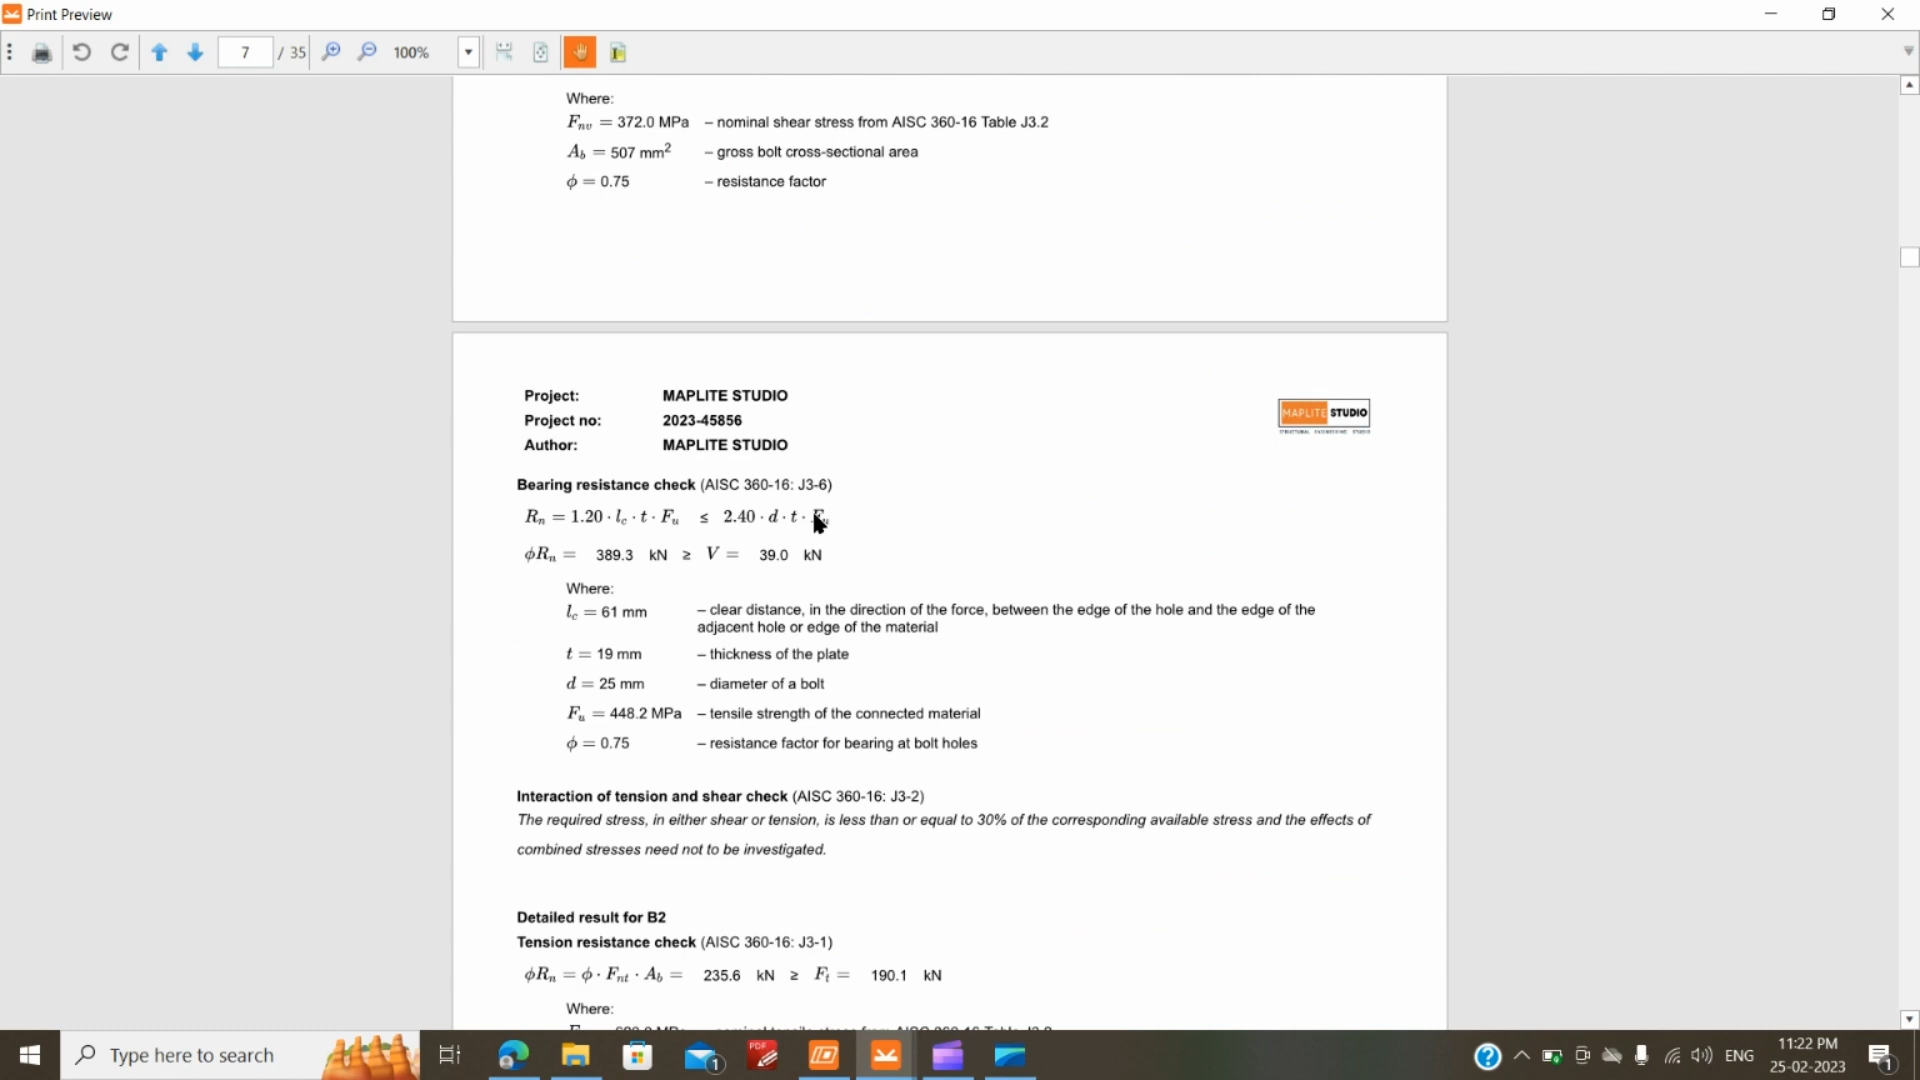 Print Preview
7 / 35 100%
Where:
F_nv = 372.0 MPa – nominal shear stress from AISC 360-16 Table J3.2
A_b = 507 mm² – gross bolt cross-sectional area
ϕ = 0.75 – resistance factor
Project: MAPLITE STUDIO
Project no: 2023-45856
Author: MAPLITE STUDIO
MAPLITE STUDIO
STRUCTURAL ENGINEERING STUDIO
Bearing resistance check (AISC 360-16: J3-6)
R_n = 1.20 · l_c · t · F_u ≤ 2.40 · d · t · F_u
ϕR_n = 389.3 kN ≥ V = 39.0 kN
Where:
l_c = 61 mm – clear distance, in the direction of the force, between the edge of the hole and the edge of the
adjacent hole or edge of the material
t = 19 mm – thickness of the plate
d = 25 mm – diameter of a bolt
F_u = 448.2 MPa – tensile strength of the connected material
ϕ = 0.75 – resistance factor for bearing at bolt holes
Interaction of tension and shear check (AISC 360-16: J3-2)
The required stress, in either shear or tension, is less than or equal to 30% of the corresponding available stress and the effects of
combined stresses need not to be investigated.
Detailed result for B2
Tension resistance check (AISC 360-16: J3-1)
ϕR_n = ϕ · F_nt · A_b = 235.6 kN ≥ F_t = 190.1 kN
Where:
Type here to search
PDF
1
ENG
11:22 PM
25-02-2023
1